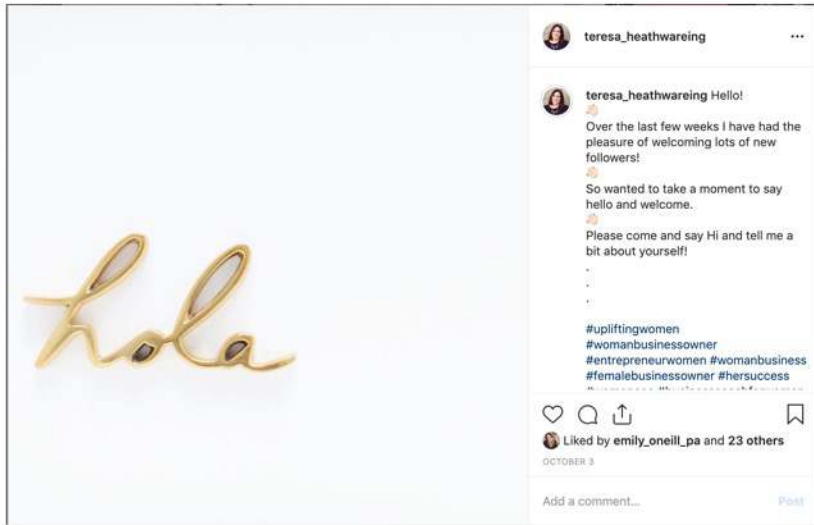 hola
teresa_heathwareing
teresa_heathwareing Hello!
Over the last few weeks I have had the
pleasure of welcoming lots of new
followers!
So wanted to take a moment to say
hello and welcome.
Please come and say Hi and tell me a
bit about yourself!
.
.
.
#upliftingwomen
#womanbusinessowner
#entrepreneurwomen #womanbusiness
#femalebusinessowner #hersuccess
Liked by emily_oneill_pa and 23 others
OCTOBER 3
Add a comment...
Post